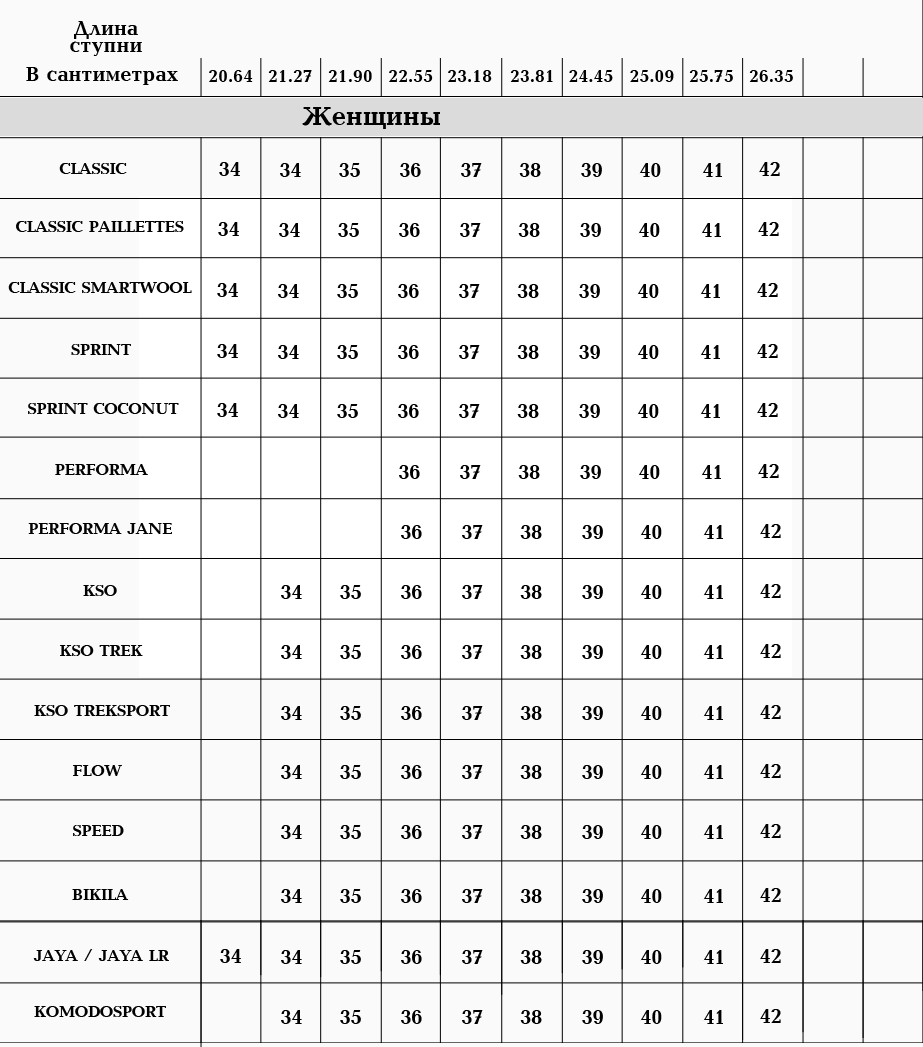 Длина
ступни
В сантиметрах 20.64 21.27 21.90 22.55 23.18 23.81 24.45 25.09 25.75 26.35
Женщины
CLASSIC 34 34 35 36 37 38 39 40 41 42
CLASSIC PAILLETTES 34 34 35 36 37 38 39 40 41 42
CLASSIC SMARTWOOL 34 34 35 36 37 38 39 40 41 42
SPRINT 34 34 35 36 37 38 39 40 41 42
SPRINT COCONUT 34 34 35 36 37 38 39 40 41 42
PERFORMA 36 37 38 39 40 41 42
PERFORMA JANE 36 37 38 39 40 41 42
KSO 34 35 36 37 38 39 40 41 42
KSO TREK 34 35 36 37 38 39 40 41 42
KSO TREKSPORT 34 35 36 37 38 39 40 41 42
FLOW 34 35 36 37 38 39 40 41 42
SPEED 34 35 36 37 38 39 40 41 42
BIKILA 34 35 36 37 38 39 40 41 42
JAYA / JAYA LR 34 34 35 36 37 38 39 40 41 42
KOMODOSPORT 34 35 36 37 38 39 40 41 42